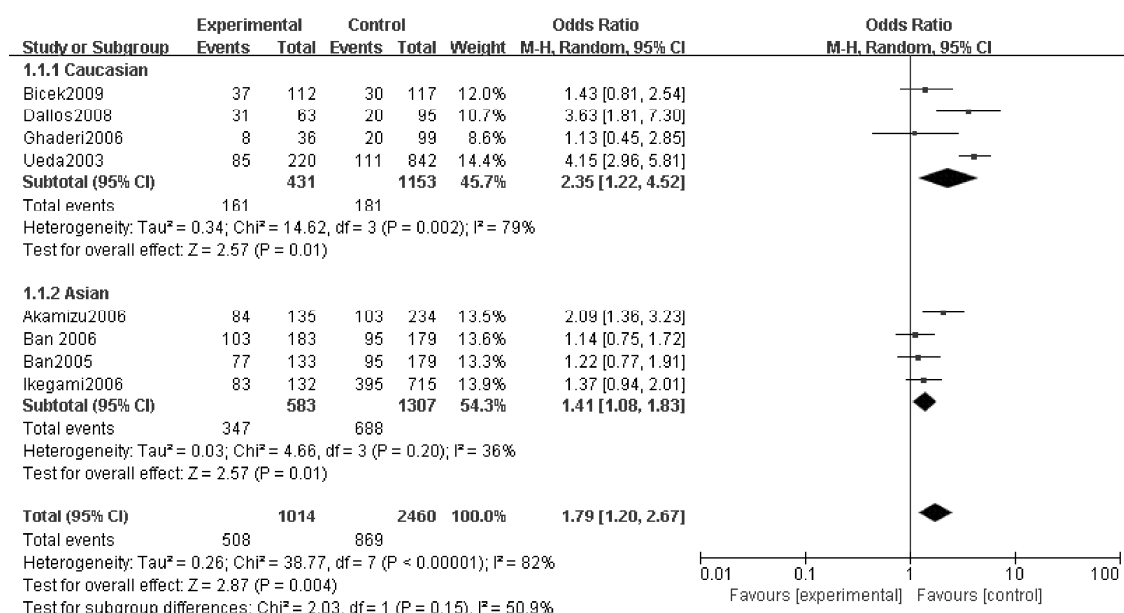 Experimental Control Odds Ratio Odds Ratio
Study or Subgroup Events Total Events Total Weight M-H, Random, 95% CI M-H, Random, 95% CI
1.1.1 Caucasian
Bicek2009 37 112 30 117 12.0% 1.43 [0.81, 2.54]
Dallos2008 31 63 20 95 10.7% 3.63 [1.81, 7.30]
Ghaderi2006 8 36 20 99 8.6% 1.13 [0.45, 2.85]
Ueda2003 85 220 111 842 14.4% 4.15 [2.96, 5.81]
Subtotal (95% CI) 431 1153 45.7% 2.35 [1.22, 4.52]
Total events 161 181
Heterogeneity: Tau² = 0.34; Chi² = 14.62, df = 3 (P = 0.002); I² = 79%
Test for overall effect: Z = 2.57 (P = 0.01)
1.1.2 Asian
Akamizu2006 84 135 103 234 13.5% 2.09 [1.36, 3.23]
Ban 2006 103 183 95 179 13.6% 1.14 [0.75, 1.72]
Ban2005 77 133 95 179 13.3% 1.22 [0.77, 1.91]
Ikegami2006 83 132 395 715 13.9% 1.37 [0.94, 2.01]
Subtotal (95% CI) 583 1307 54.3% 1.41 [1.08, 1.83]
Total events 347 688
Heterogeneity: Tau² = 0.03; Chi² = 4.66, df = 3 (P = 0.20); I² = 36%
Test for overall effect: Z = 2.57 (P = 0.01)
Total (95% CI) 1014 2460 100.0% 1.79 [1.20, 2.67]
Total events 508 869
Heterogeneity: Tau² = 0.26; Chi² = 38.77, df = 7 (P < 0.00001); I² = 82%
Test for overall effect: Z = 2.87 (P = 0.004)
Test for subgroup differences: Chi² = 2.03, df = 1 (P = 0.15), I² = 50.9%
0.01 0.1 1 10 100
Favours [experimental] Favours [control]